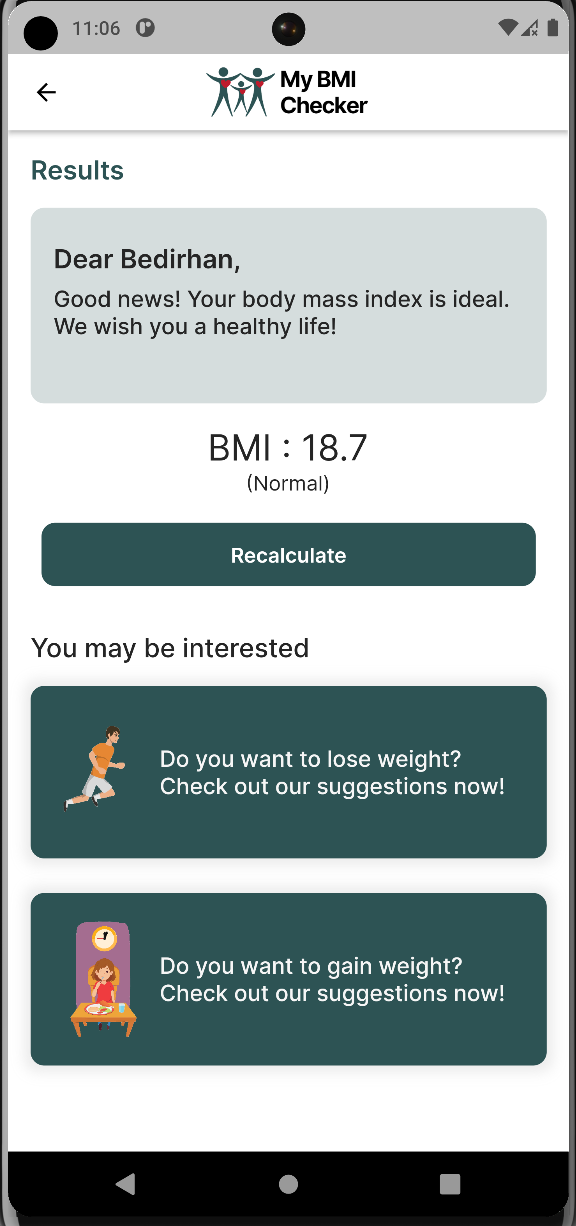 11:06
My BMI
Checker
Results
Dear Bedirhan,
Good news! Your body mass index is ideal.
We wish you a healthy life!
BMI : 18.7
(Normal)
Recalculate
You may be interested
Do you want to lose weight?
Check out our suggestions now!
Do you want to gain weight?
Check out our suggestions now!